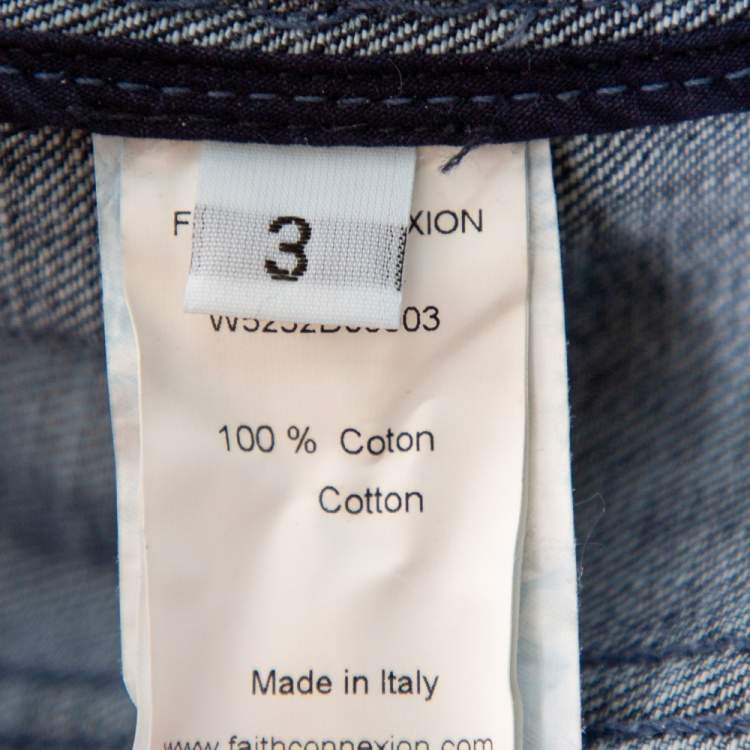 3
100 % Coton
Cotton
Made in Italy
www.faithconnexion.com